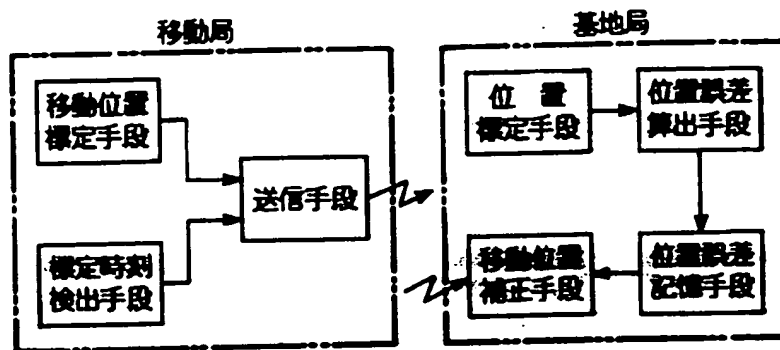 移動局
移動位置
標定手段
送信手段
標定時刻
検出手段
基地局
位置
標定手段
位置誤差
算出手段
移動位置
補正手段
位置誤差
記憶手段